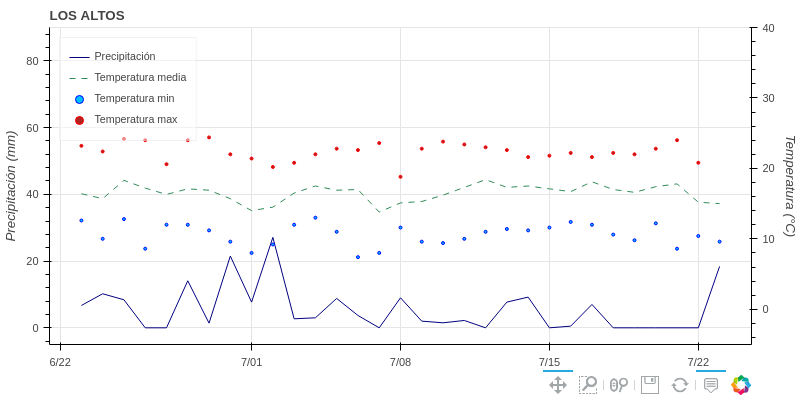 LOS ALTOS
Precipitación
Temperatura media
Temperatura min
Temperatura max
Precipitación (mm)
80
60
40
20
0
Temperatura (°C)
40
30
20
10
0
6/22
7/01
7/08
7/15
7/22